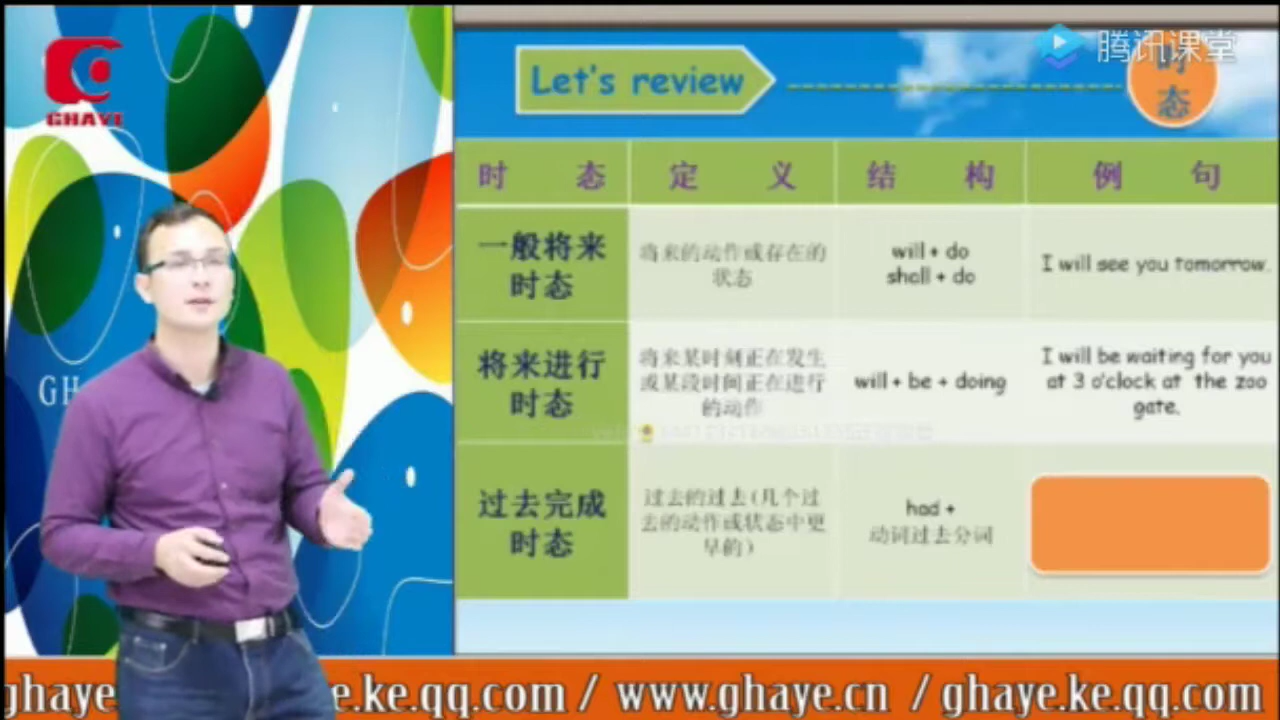 GHAYE
腾讯课堂
Let's review
时
态
时 态 定 义 结 构 例 句
一般将来
时态
将来的动作或存在的
状态
will + do
shall + do
I will see you tomorrow.
将来进行
时态
将来某时刻正在发生
或某段时间正在进行
的动作
will + be + doing
I will be waiting for you
at 3 o'clock at the zoo
gate.
过去完成
时态
过去的过去(几个过
去的动作或状态中更
早的)
had +
动词过去分词
GH
ghaye
e.ke.qq.com / www.ghaye.cn / ghaye.ke.qq.com